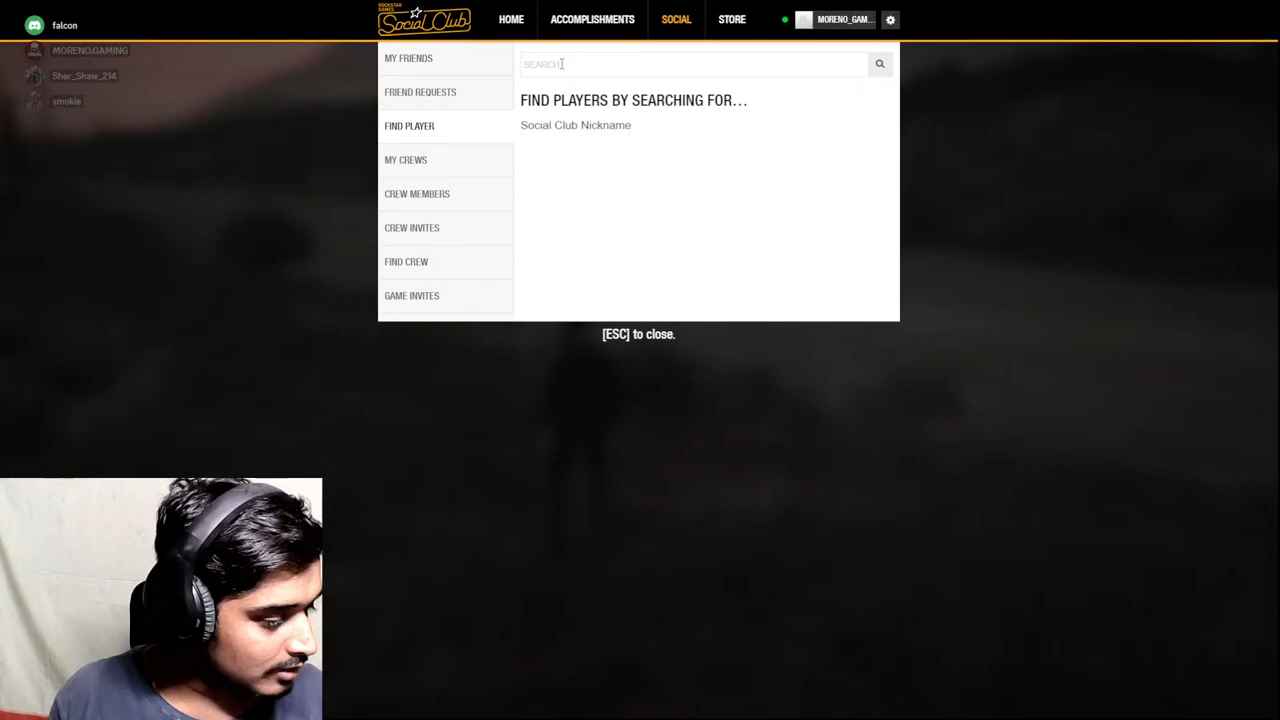 falcon
MORENO.GAMING
Sher_Shaw_214
smokie
ROCKSTAR GAMES
Social Club
HOME
ACCOMPLISHMENTS
SOCIAL
STORE
MORENO_GAM...
MY FRIENDS
FRIEND REQUESTS
FIND PLAYER
MY CREWS
CREW MEMBERS
CREW INVITES
FIND CREW
GAME INVITES
SEARCH
FIND PLAYERS BY SEARCHING FOR...
Social Club Nickname
[ESC] to close.